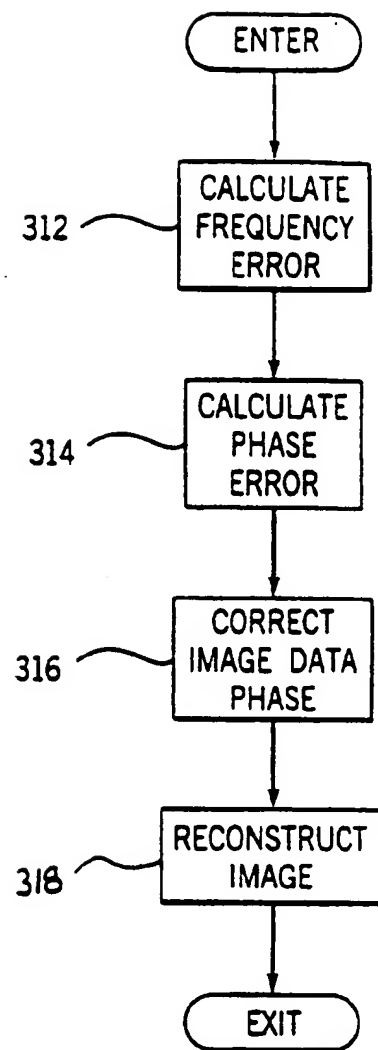 ENTER
312
CALCULATE
FREQUENCY
ERROR
314
CALCULATE
PHASE
ERROR
316
CORRECT
IMAGE DATA
PHASE
318
RECONSTRUCT
IMAGE
EXIT